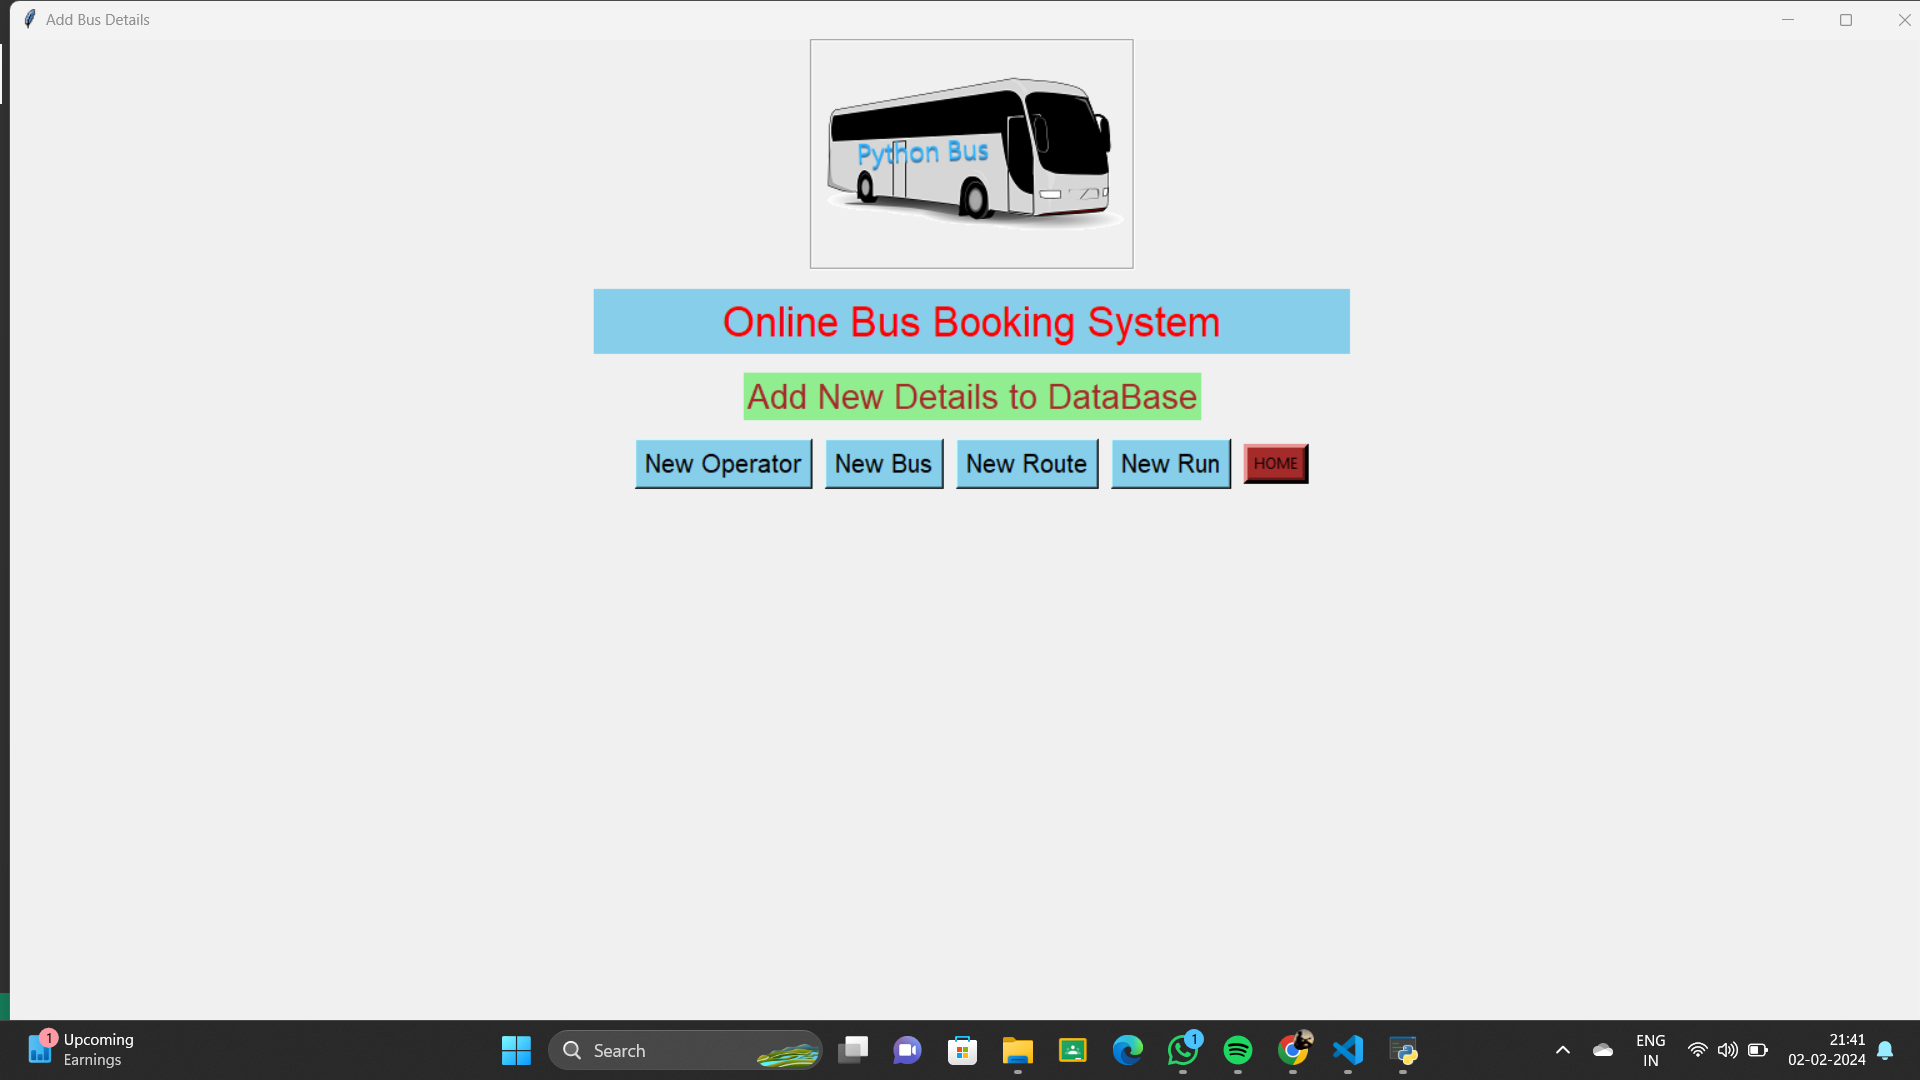 Add Bus Details
Python Bus
Online Bus Booking System
Add New Details to DataBase
New Operator New Bus New Route New Run HOME
1 Upcoming
Earnings
Search
1
ENG
IN
21:41
02-02-2024